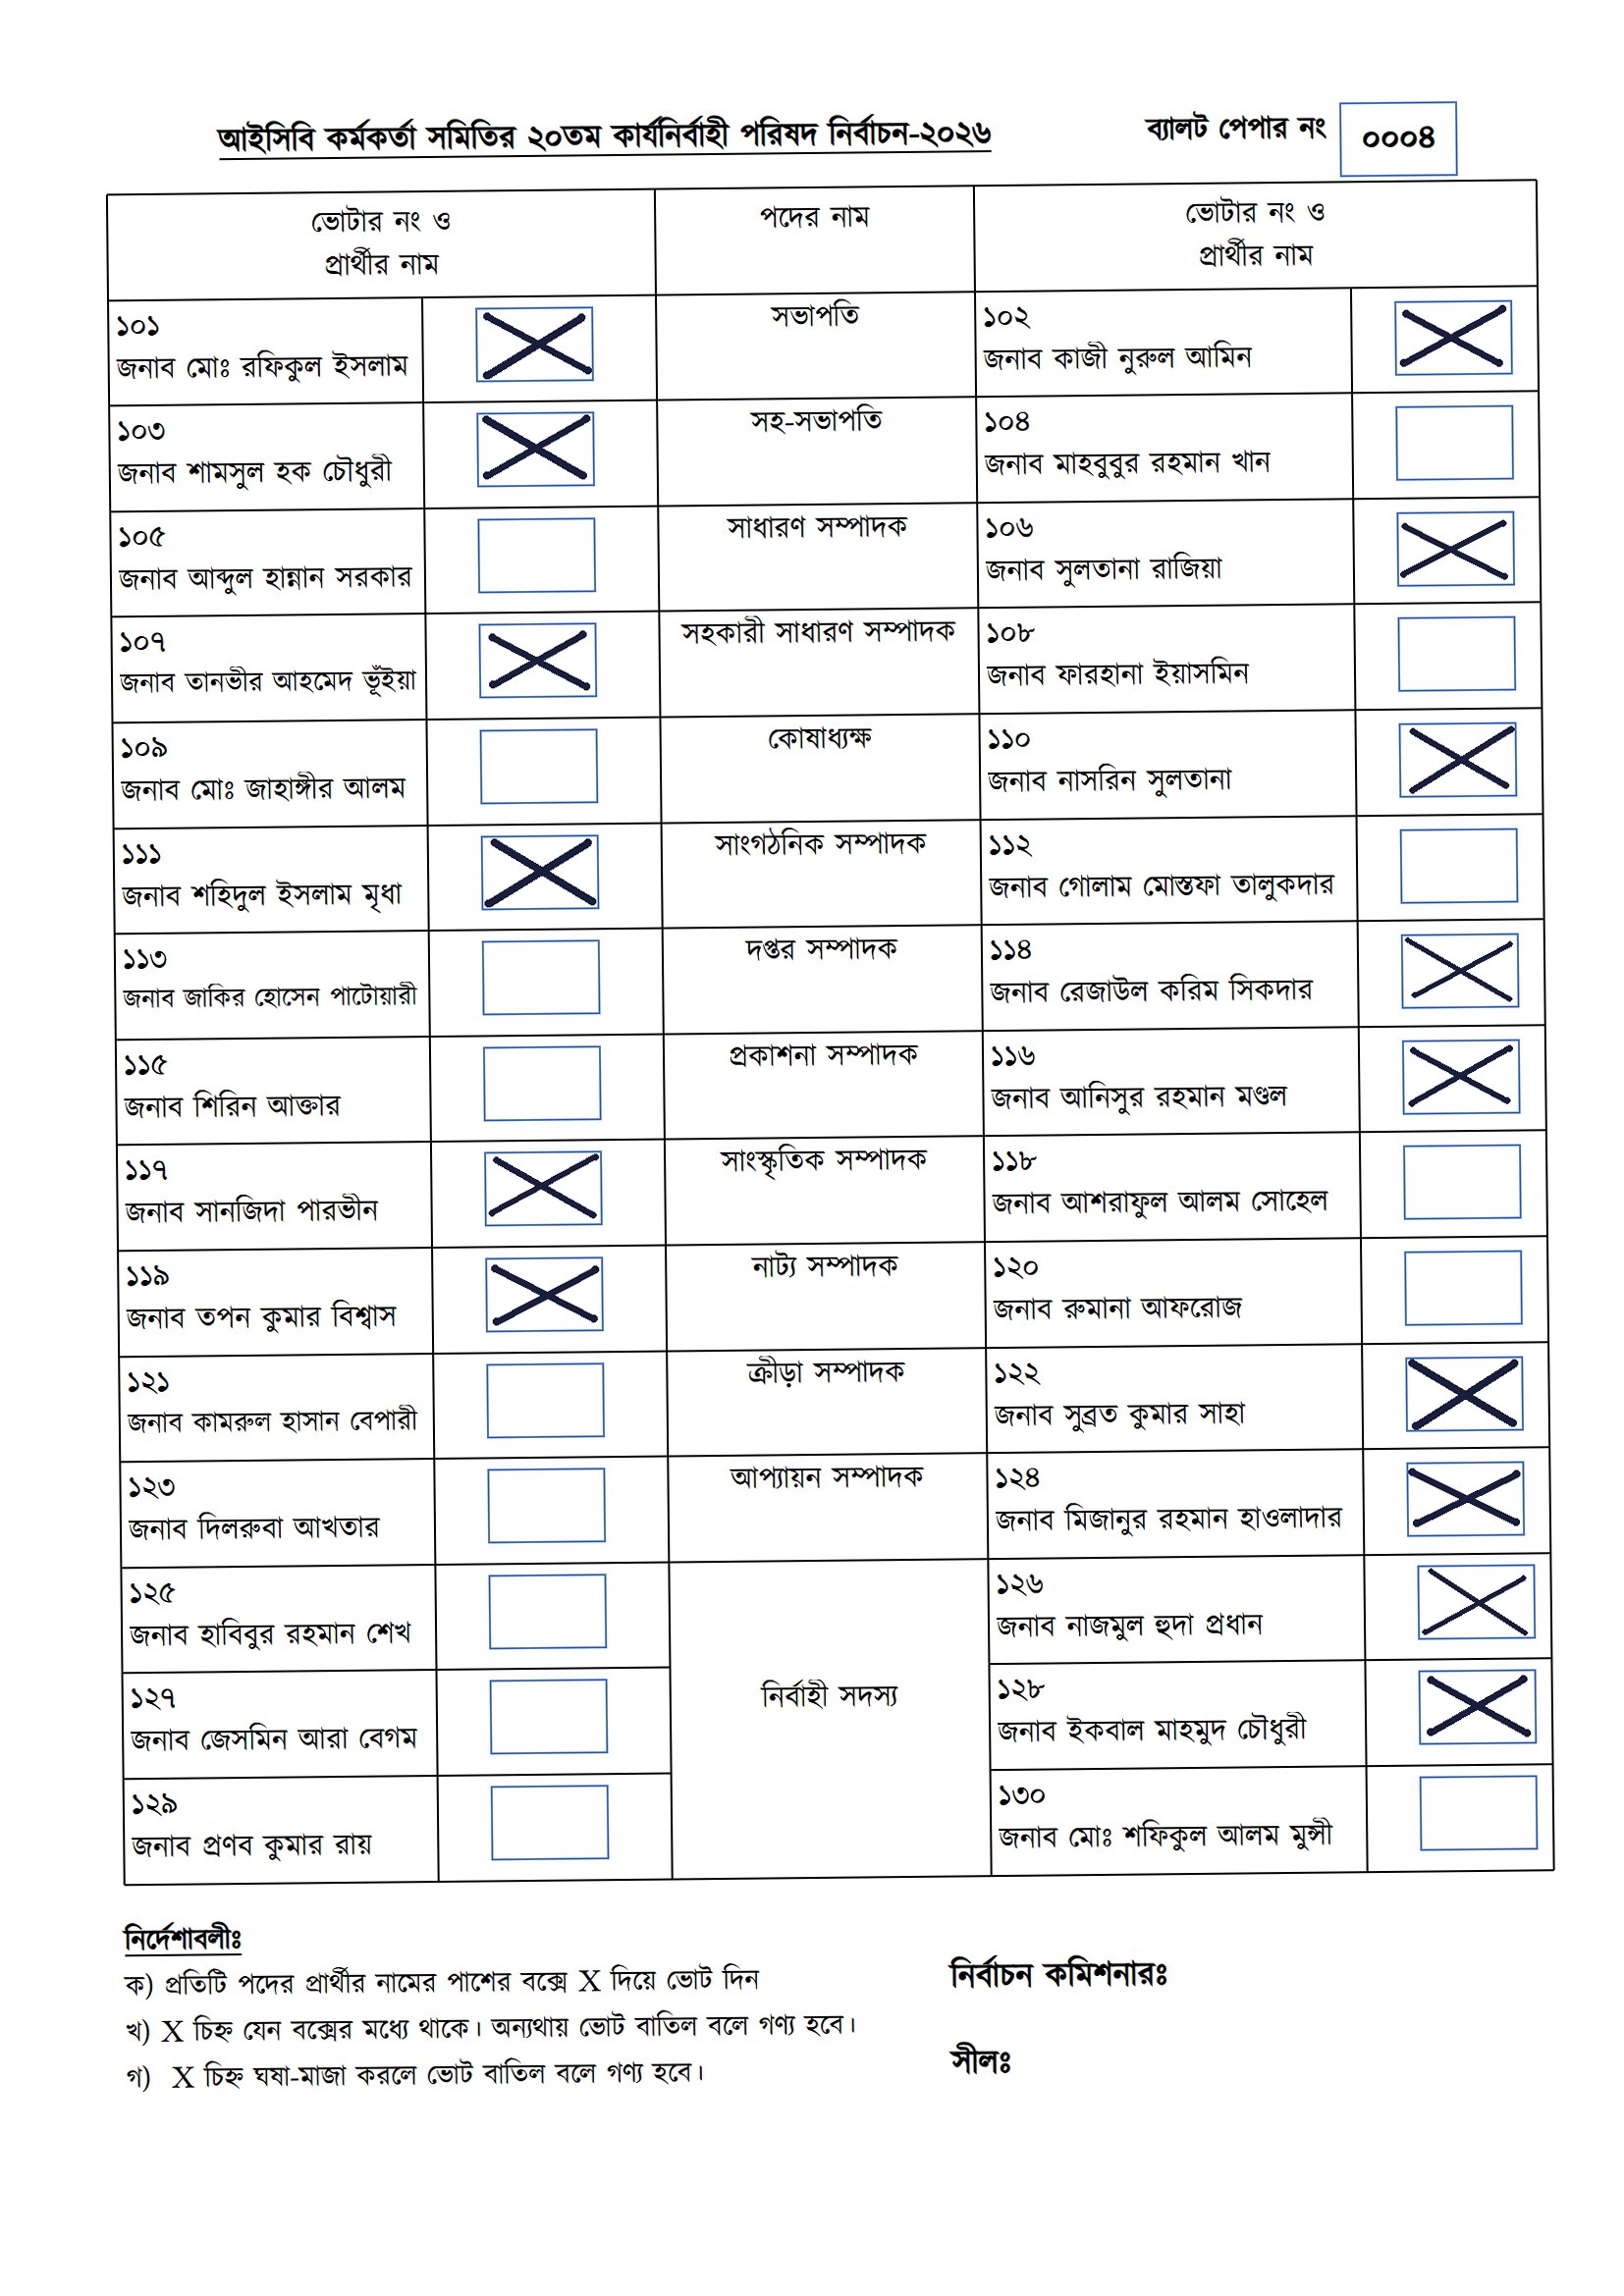 আইসিবি কর্মকর্তা সমিতির ২০তম কার্যনির্বাহী পরিষদ নির্বাচন-২০২৬
ব্যালট পেপার নং ০০০৪
ভোটার নং ও
প্রার্থীর নাম
পদের নাম
ভোটার নং ও
প্রার্থীর নাম
১০১
জনাব মোঃ রফিকুল ইসলাম
সভাপতি
১০২
জনাব কাজী নুরুল আমিন
১০৩
জনাব শামসুল হক চৌধুরী
সহ-সভাপতি
১০৪
জনাব মাহবুবুর রহমান খান
১০৫
জনাব আব্দুল হান্নান সরকার
সাধারণ সম্পাদক
১০৬
জনাব সুলতানা রাজিয়া
১০৭
জনাব তানভীর আহমেদ ভূঁইয়া
সহকারী সাধারণ সম্পাদক
১০৮
জনাব ফারহানা ইয়াসমিন
১০৯
জনাব মোঃ জাহাঙ্গীর আলম
কোষাধ্যক্ষ
১১০
জনাব নাসরিন সুলতানা
১১১
জনাব শহিদুল ইসলাম মৃধা
সাংগঠনিক সম্পাদক
১১২
জনাব গোলাম মোস্তফা তালুকদার
১১৩
জনাব জাকির হোসেন পাটোয়ারী
দপ্তর সম্পাদক
১১৪
জনাব রেজাউল করিম সিকদার
১১৫
জনাব শিরিন আক্তার
প্রকাশনা সম্পাদক
১১৬
জনাব আনিসুর রহমান মণ্ডল
১১৭
জনাব সানজিদা পারভীন
সাংস্কৃতিক সম্পাদক
১১৮
জনাব আশরাফুল আলম সোহেল
১১৯
জনাব তপন কুমার বিশ্বাস
নাট্য সম্পাদক
১২০
জনাব রুমানা আফরোজ
১২১
জনাব কামরুল হাসান বেপারী
ক্রীড়া সম্পাদক
১২২
জনাব সুব্রত কুমার সাহা
১২৩
জনাব দিলরুবা আখতার
আপ্যায়ন সম্পাদক
১২৪
জনাব মিজানুর রহমান হাওলাদার
১২৫
জনাব হাবিবুর রহমান শেখ
১২৬
জনাব নাজমুল হুদা প্রধান
১২৭
জনাব জেসমিন আরা বেগম
নির্বাহী সদস্য
১২৮
জনাব ইকবাল মাহমুদ চৌধুরী
১২৯
জনাব প্রণব কুমার রায়
১৩০
জনাব মোঃ শফিকুল আলম মুন্সী
নির্দেশাবলীঃ
ক) প্রতিটি পদের প্রার্থীর নামের পাশের বক্সে X দিয়ে ভোট দিন
খ) X চিহ্ন যেন বক্সের মধ্যে থাকে। অন্যথায় ভোট বাতিল বলে গণ্য হবে।
গ) X চিহ্ন ঘষা-মাজা করলে ভোট বাতিল বলে গণ্য হবে।
নির্বাচন কমিশনারঃ
সীলঃ